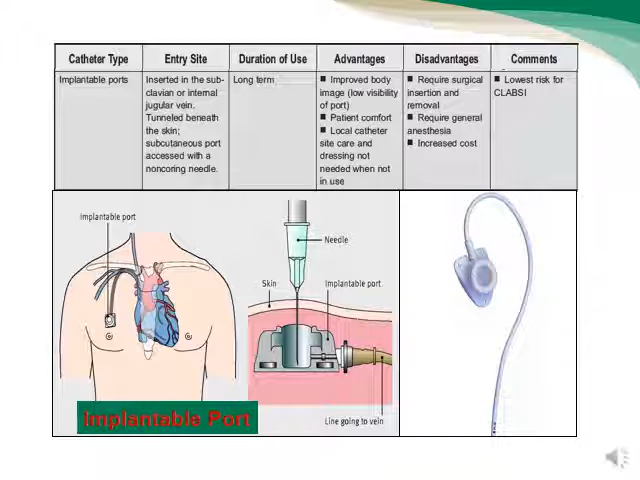 Catheter Type Entry Site Duration of Use Advantages Disadvantages Comments
Implantable ports
Inserted in the sub-
clavian or internal
jugular vein.
Tunneled beneath
the skin;
subcutaneous port
accessed with a
noncoring needle.
Long term
■ Improved body
image (low visibility
of port)
■ Patient comfort
■ Local catheter
site care and
dressing not
needed when not
in use
■ Require surgical
insertion and
removal
■ Require general
anesthesia
■ Increased cost
■ Lowest risk for
CLABSI
implantable port
Needle
Skin
Implantable port
Line going to vein
Implantable Port